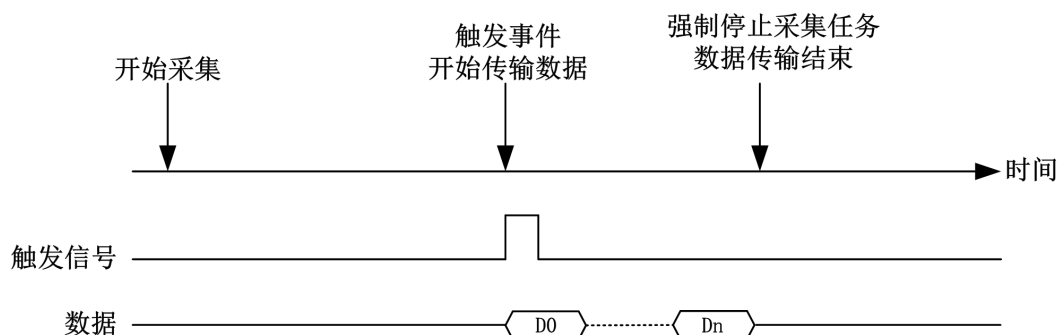 开始采集
触发事件
开始传输数据
强制停止采集任务
数据传输结束
时间
触发信号
数据
D0
Dn